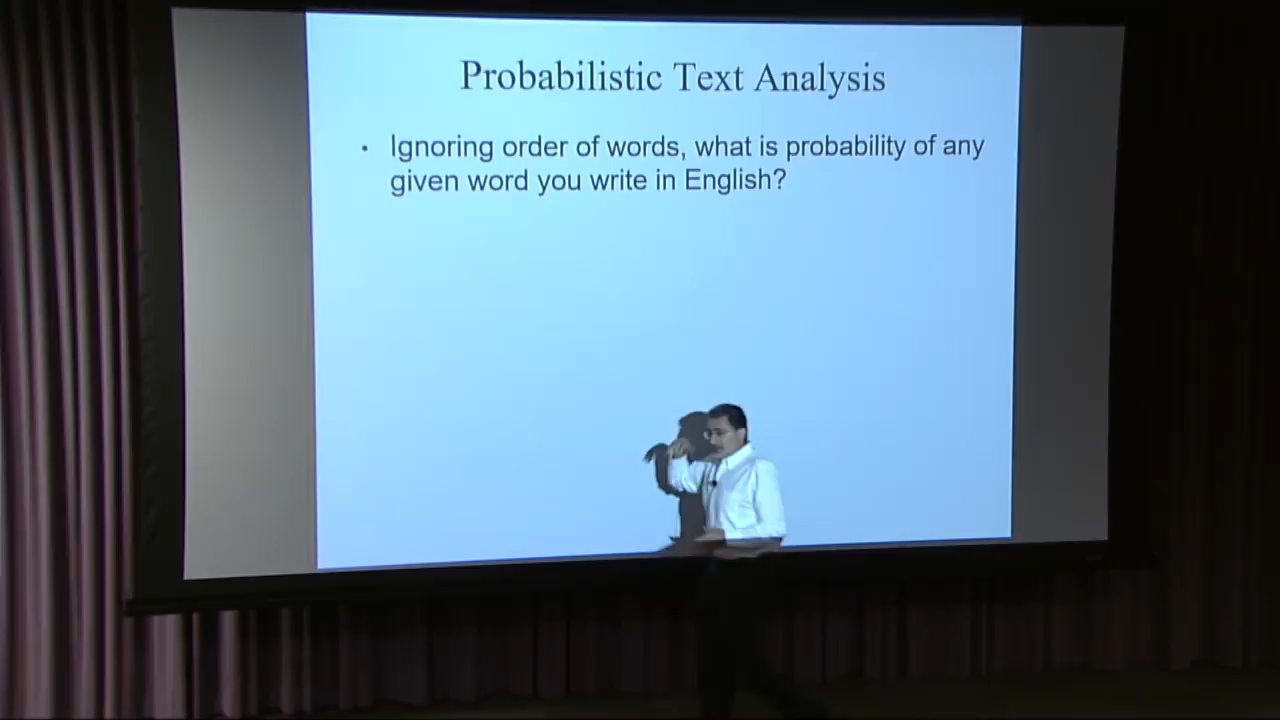 Probabilistic Text Analysis
• Ignoring order of words, what is probability of any
given word you write in English?